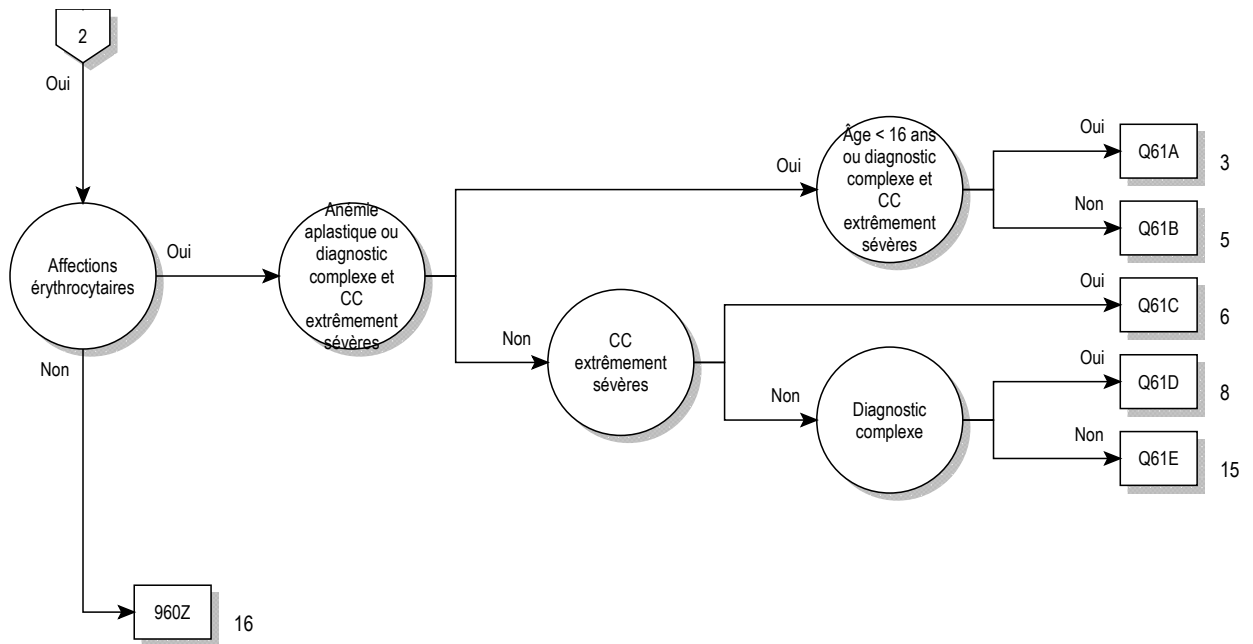 2
Oui
Affections
érythrocytaires
Oui
Non
960Z
16
Anémie
aplastique ou
diagnostic
complexe et
CC
extrêmement
sévères
Oui
Âge < 16 ans
ou diagnostic
complexe et
CC
extrêmement
sévères
Oui
Q61A
3
Non
Q61B
5
Non
CC
extrêmement
sévères
Oui
Q61C
6
Non
Diagnostic
complexe
Oui
Q61D
8
Non
Q61E
15